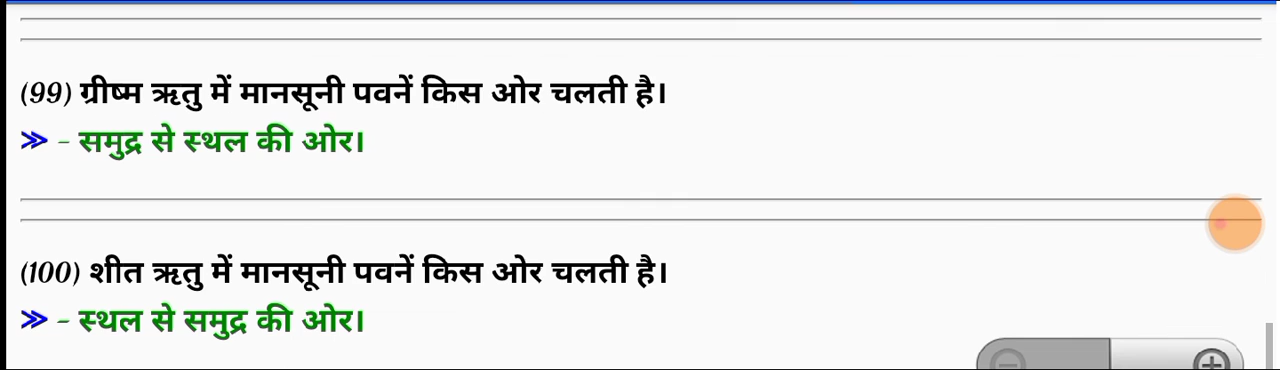 (99) ग्रीष्म ऋतु में मानसूनी पवनें किस ओर चलती है।
≫ - समुद्र से स्थल की ओर।
(100) शीत ऋतु में मानसूनी पवनें किस ओर चलती है।
≫ - स्थल से समुद्र की ओर।